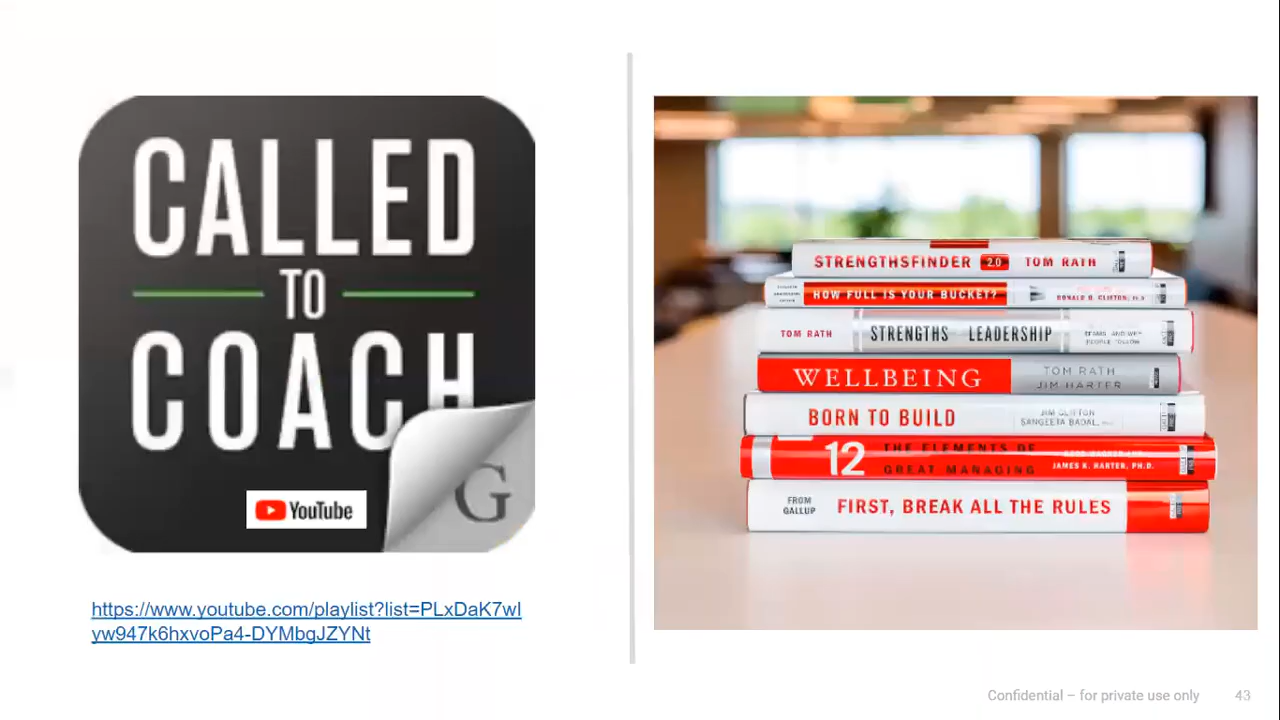 CALLED
TO
COACH
YouTube
G
https://www.youtube.com/playlist?list=PLxDaK7wI
yw947k6hxvoPa4-DYMbgJZYNt
STRENGTHSFINDER 2.0 TOM RATH
HOW FULL IS YOUR BUCKET?
TOM RATH STRENGTHS LEADERSHIP
WELLBEING TOM RATH
JIM HARTER
BORN TO BUILD JIM CLIFTON
SANGEETA BADAL
12 THE ELEMENTS OF
GREAT MANAGING JAMES K. HARTER, PH.D.
FROM
GALLUP FIRST, BREAK ALL THE RULES
Confidential – for private use only 43